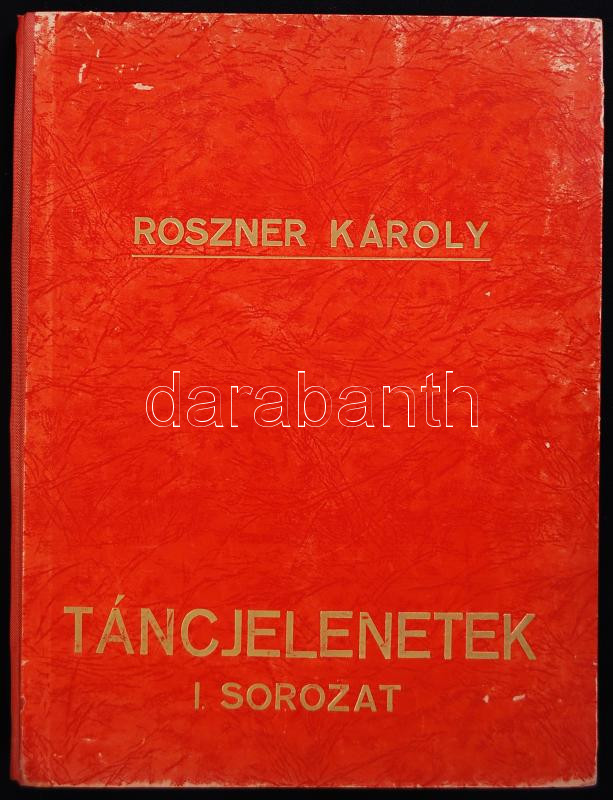 ROSZNER KÁROLY
darabanth
TÁNCJELENETEK
I. SOROZAT